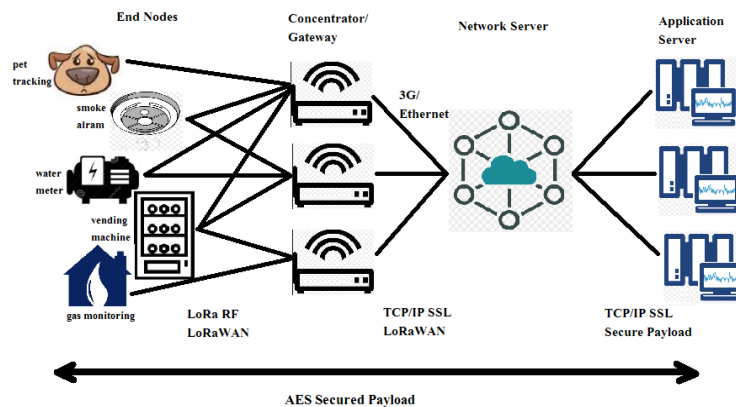 End Nodes
Concentrator/
Gateway
Network Server
Application
Server
pet
tracking
smoke
alram
3G/
Ethernet
water
meter
vending
machine
gas monitoring
LoRa RF
LoRaWAN
TCP/IP SSL
LoRaWAN
TCP/IP SSL
Secure Payload
AES Secured Payload